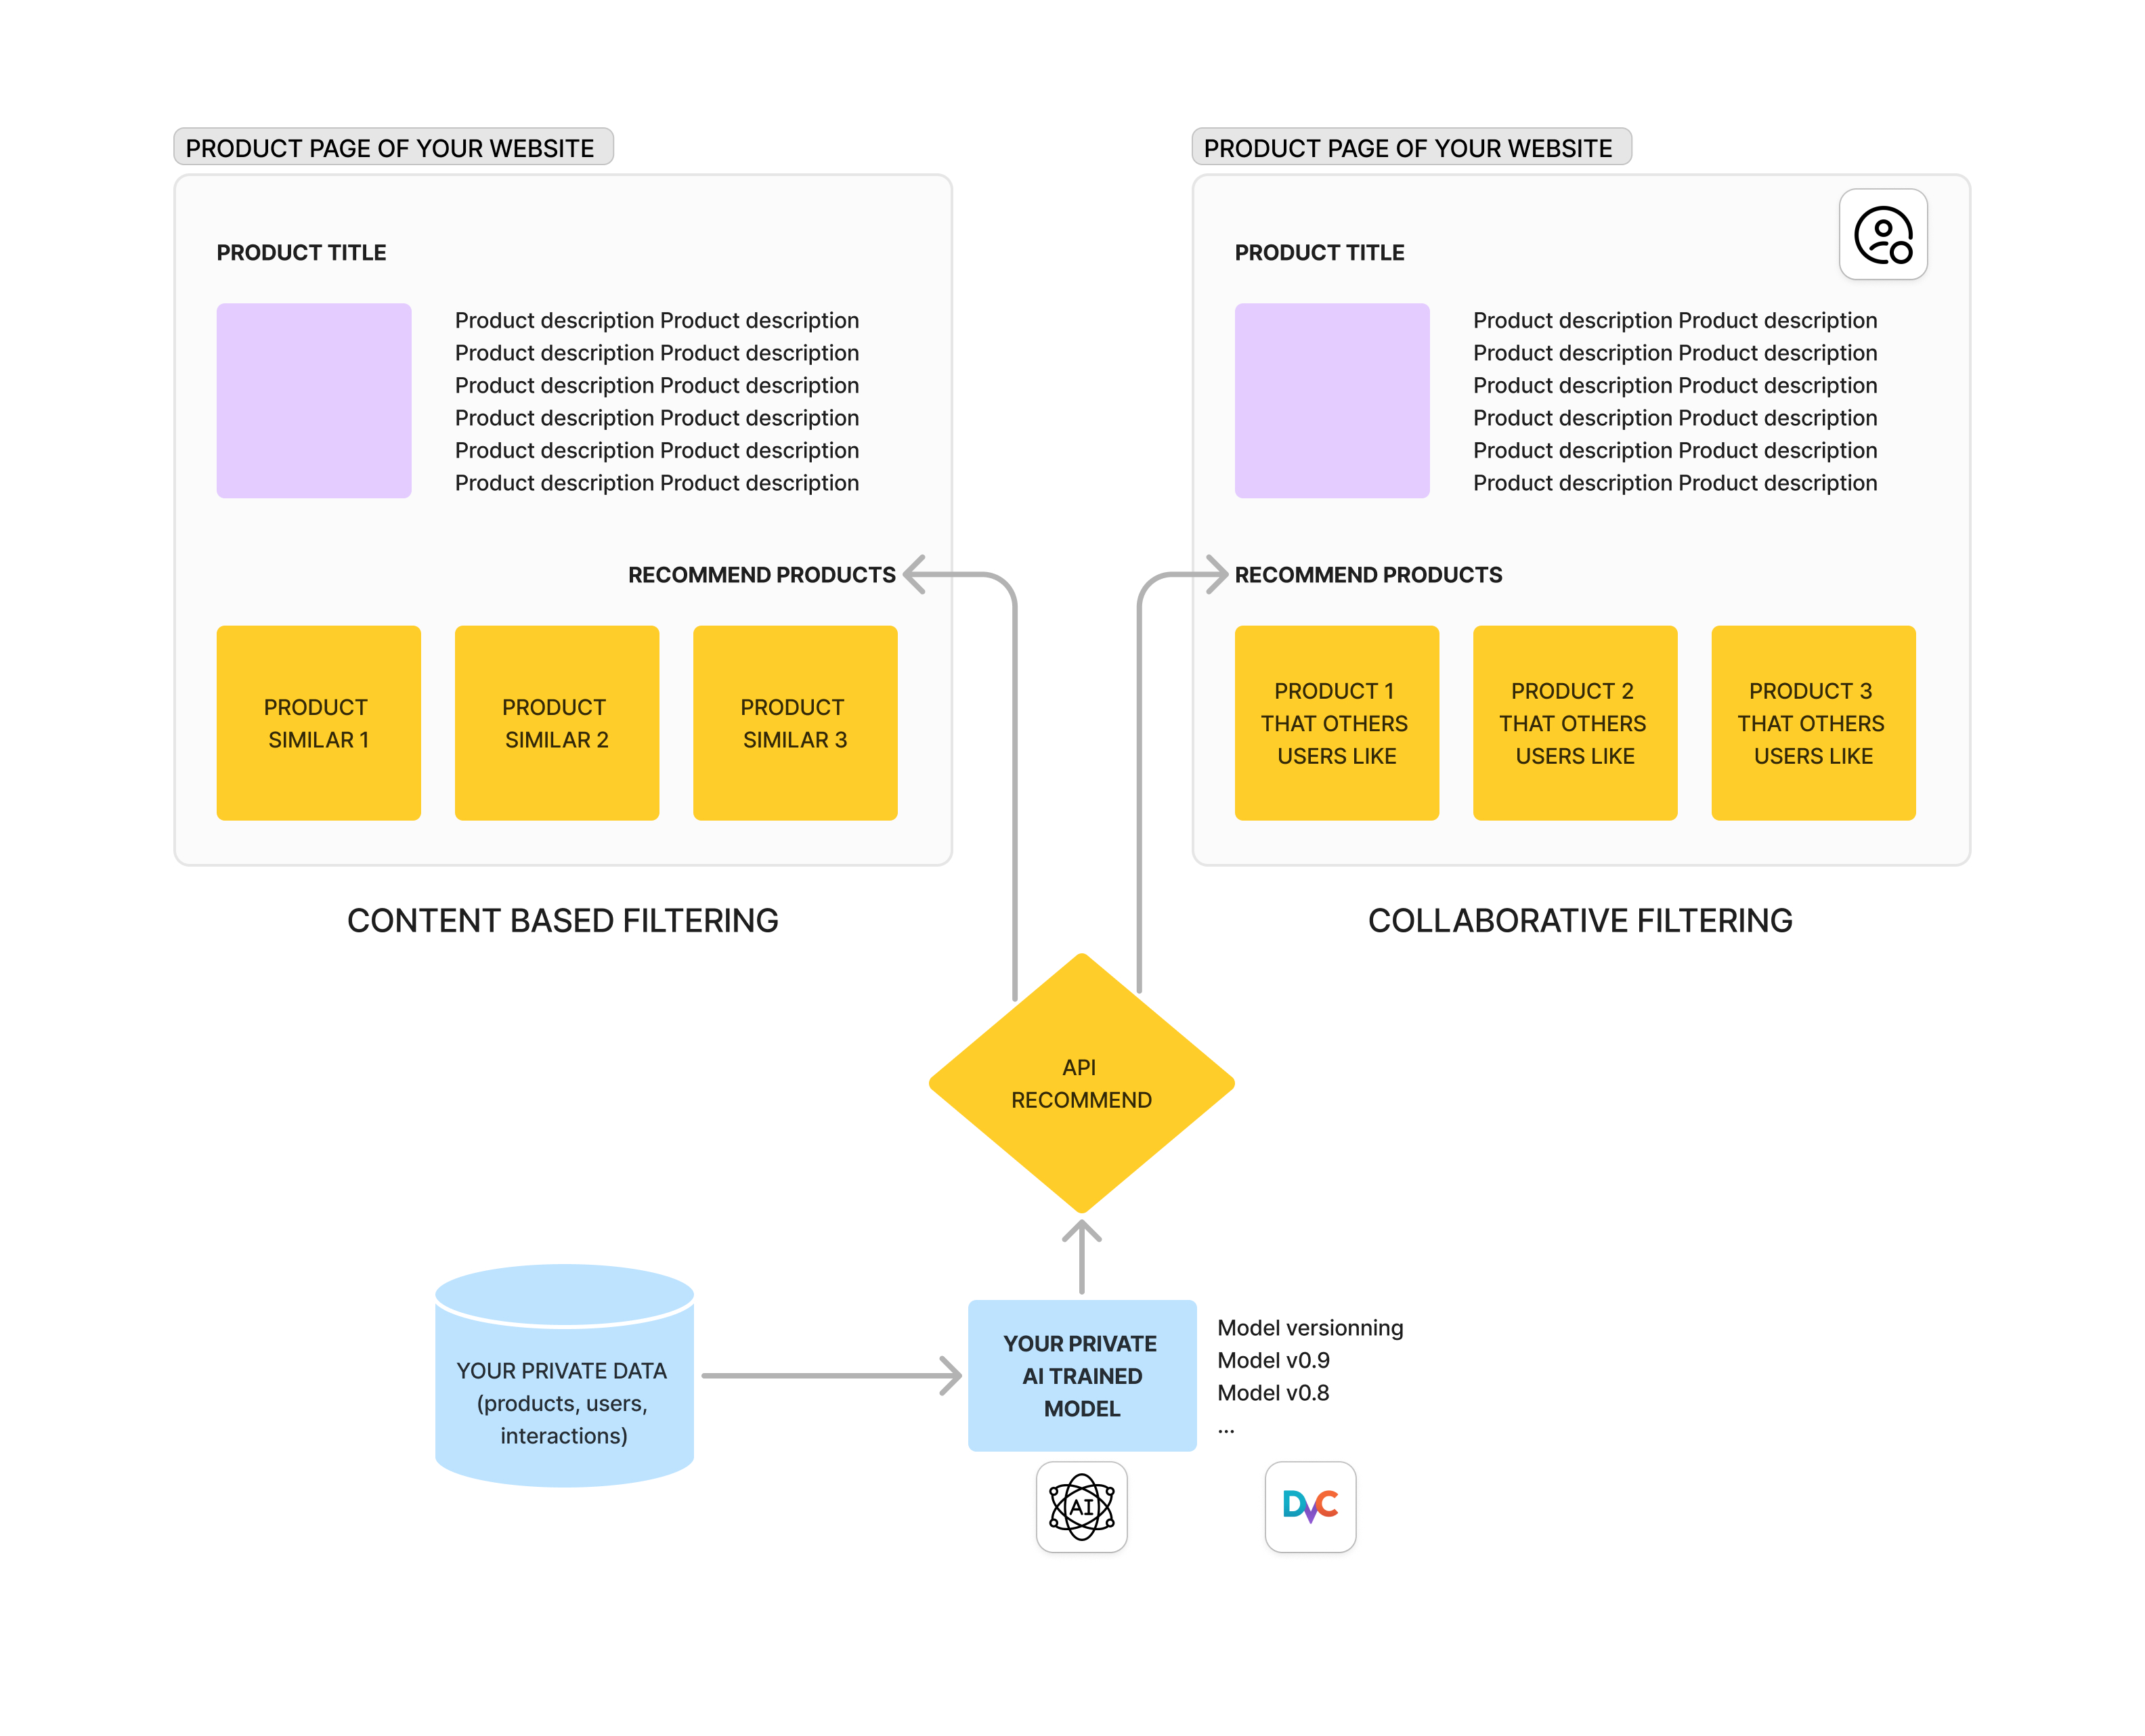 PRODUCT PAGE OF YOUR WEBSITE
PRODUCT TITLE
Product description Product description
Product description Product description
Product description Product description
Product description Product description
Product description Product description
Product description Product description
RECOMMEND PRODUCTS
PRODUCT
SIMILAR 1
PRODUCT
SIMILAR 2
PRODUCT
SIMILAR 3
CONTENT BASED FILTERING
PRODUCT PAGE OF YOUR WEBSITE
PRODUCT TITLE
Product description Product description
Product description Product description
Product description Product description
Product description Product description
Product description Product description
Product description Product description
RECOMMEND PRODUCTS
PRODUCT 1
THAT OTHERS
USERS LIKE
PRODUCT 2
THAT OTHERS
USERS LIKE
PRODUCT 3
THAT OTHERS
USERS LIKE
COLLABORATIVE FILTERING
API
RECOMMEND
YOUR PRIVATE DATA
(products, users,
interactions)
YOUR PRIVATE
AI TRAINED
MODEL
Model versionning
Model v0.9
Model v0.8
...
AI
DVC